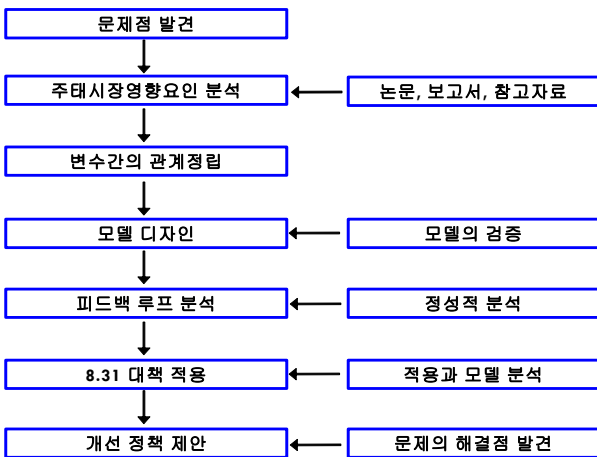 문제점 발견
주태시장영향요인 분석
논문, 보고서, 참고자료
변수간의 관계정립
모델 디자인
모델의 검증
피드백 루프 분석
정성적 분석
8.31 대책 적용
적용과 모델 분석
개선 정책 제안
문제의 해결점 발견